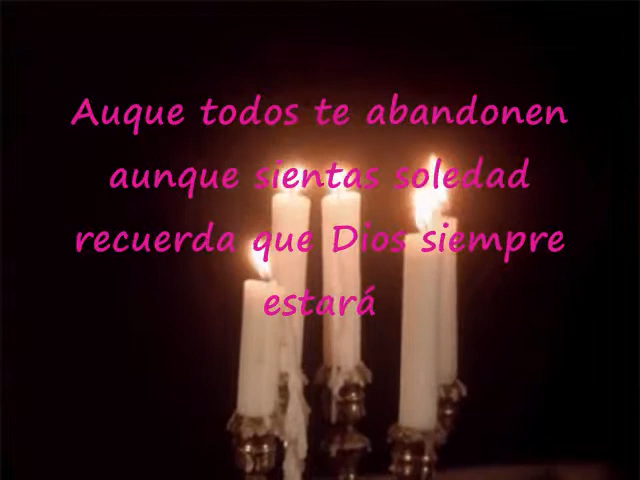 Auque todos te abandonen
aunque sientas soledad
recuerda que Dios siempre
estará